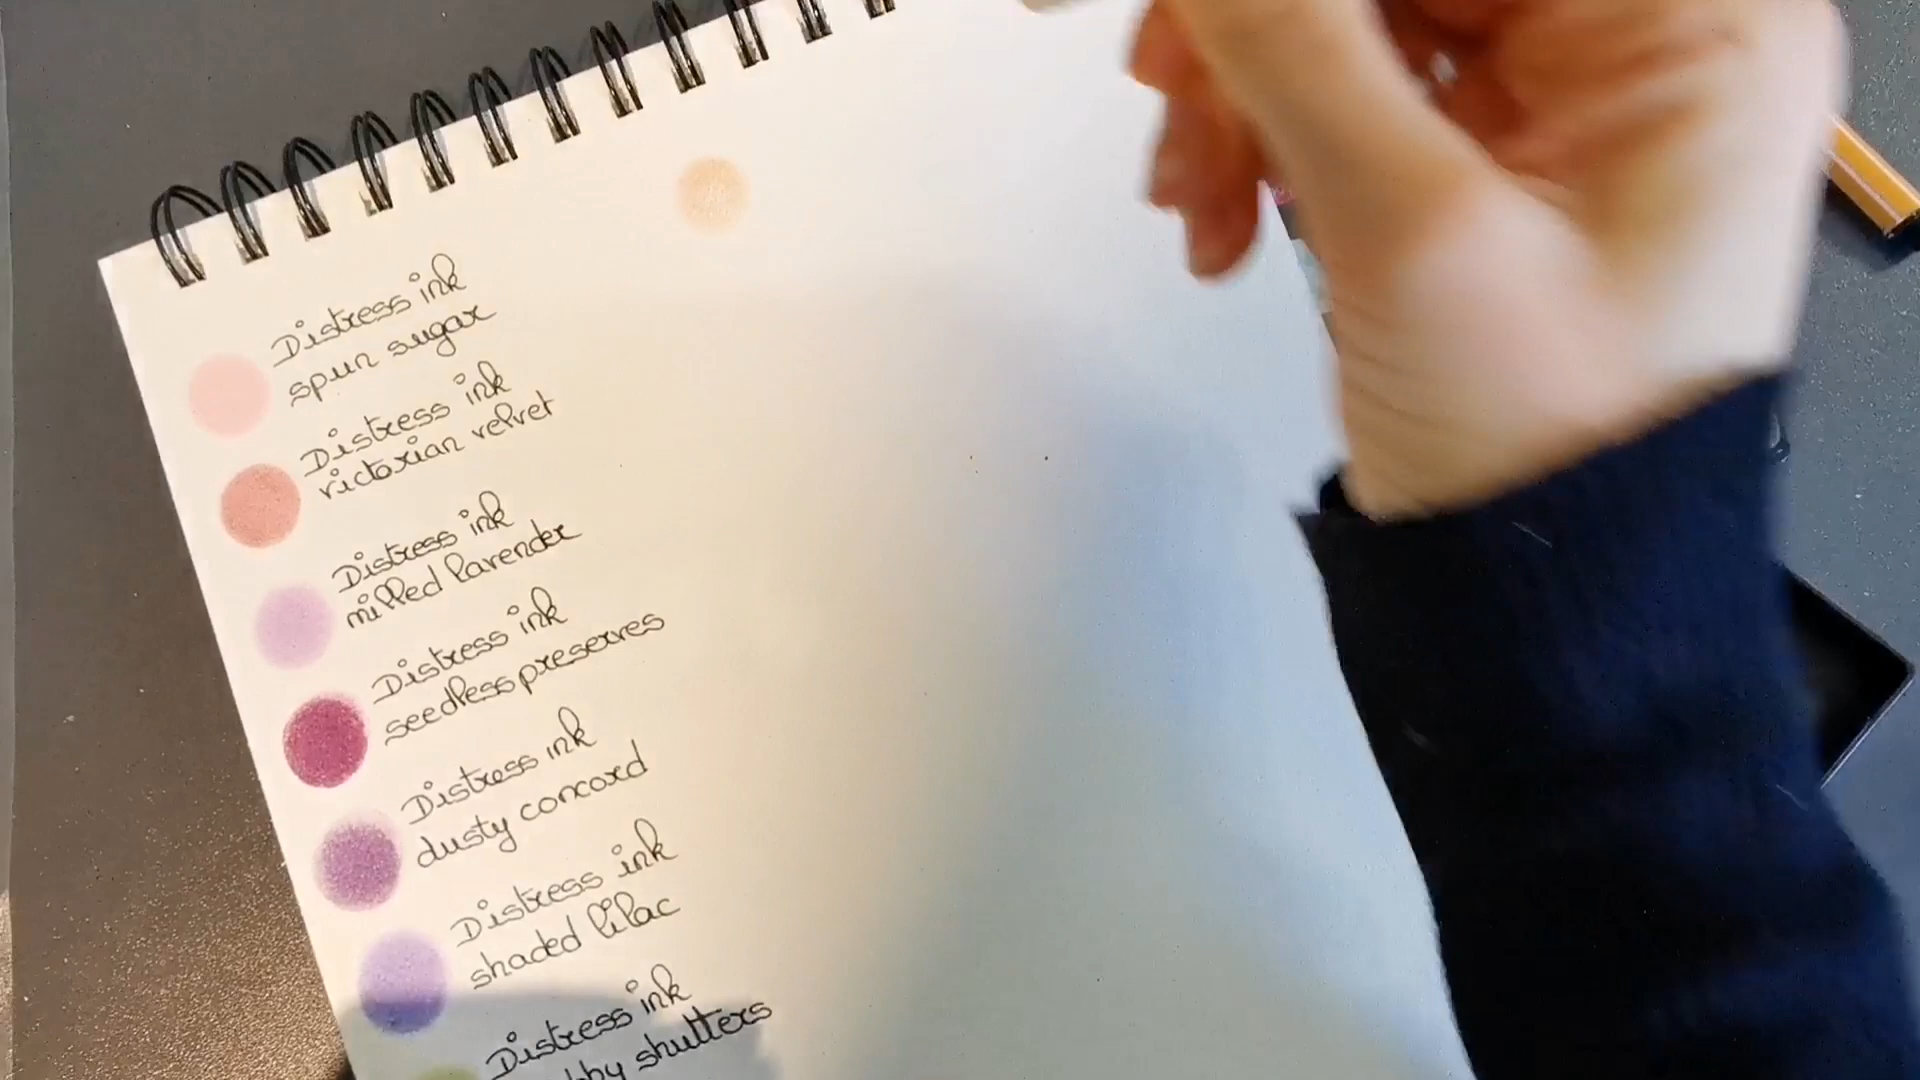 Distress ink
spun sugar
Distress ink
victorian velvet
Distress ink
milled lavender
Distress ink
seedless preserves
Distress ink
dusty concord
Distress ink
shaded lilac
Distress ink
shutters